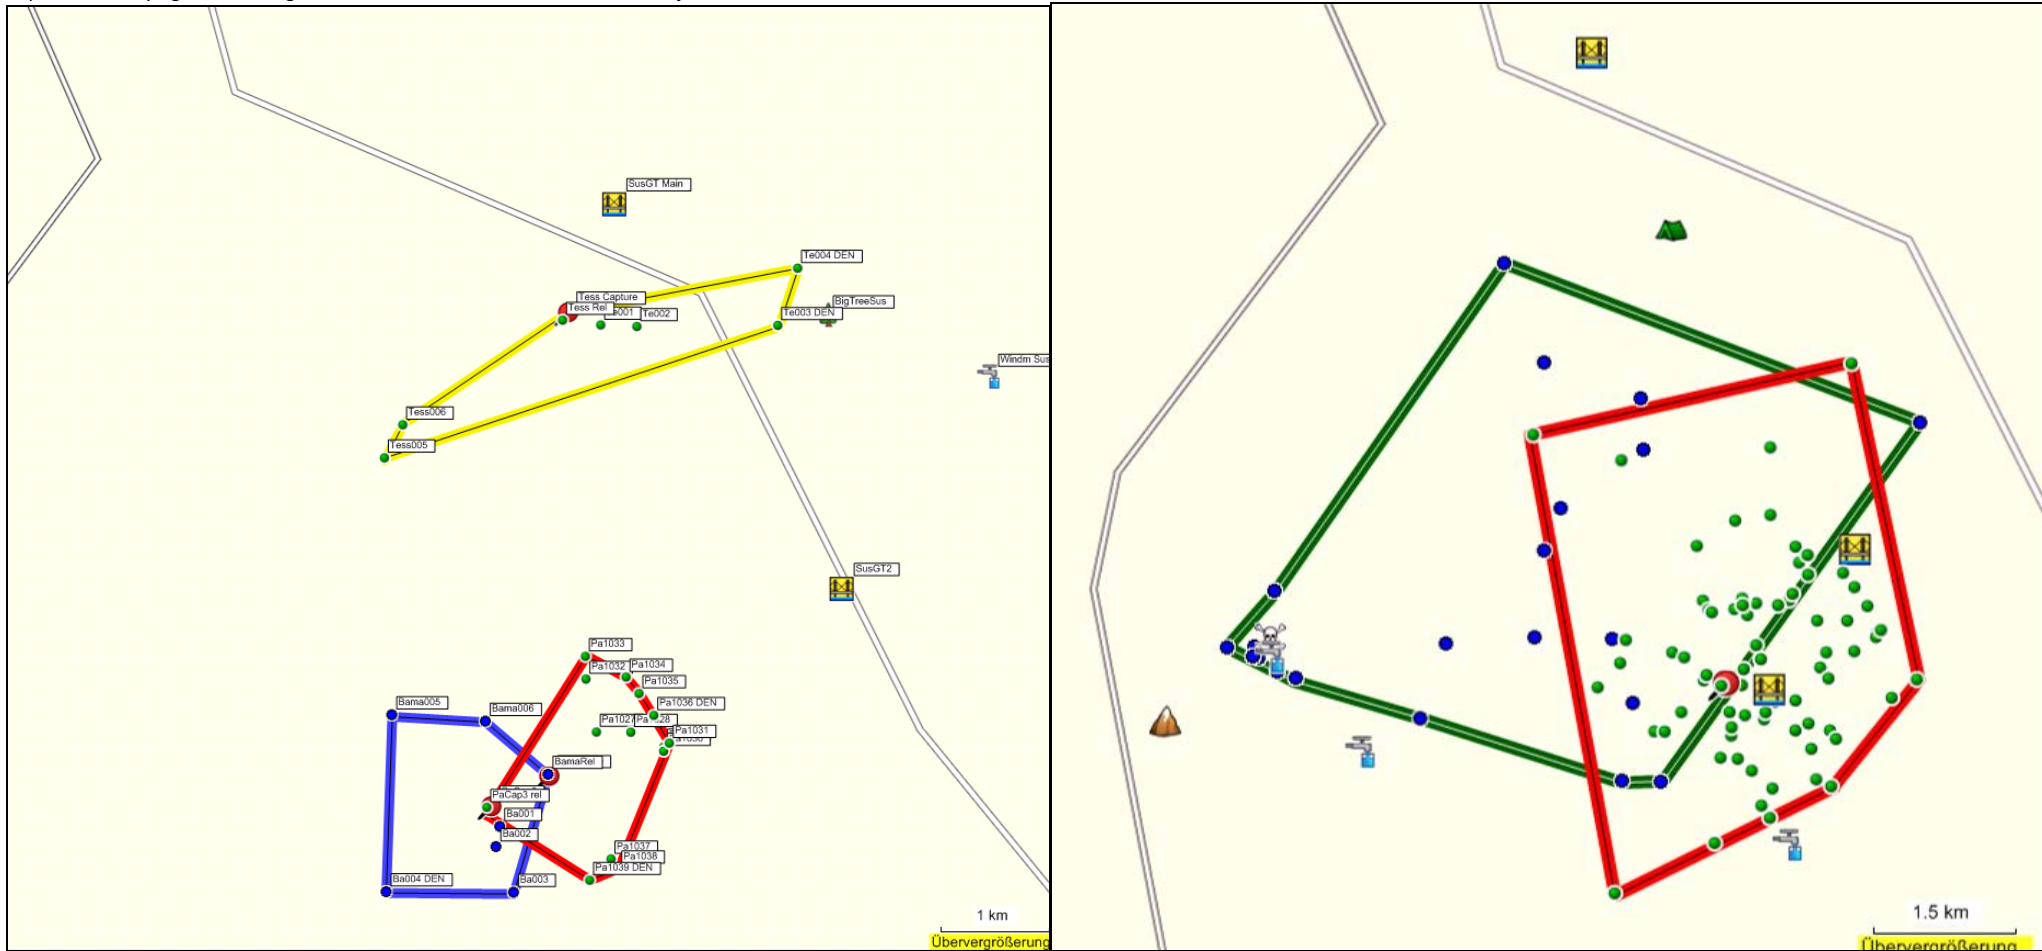 SusGT Main
Te004 DEN
Tess Capture
BigTreeSus
Tess Rel
Te002
Te003 DEN
Windm Sus
Tess006
Tess005
SusGT2
Pa1033
Pa1032
Pa1034
Pa1035
Bama005
Pa1036 DEN
Bama006
Pa1027
Pa1031
BamaRel
PaCap3 rel
Ba001
Ba002
Pa1037
Pa1038
Pa1039 DEN
Ba004 DEN
Ba003
1 km
Übervergrößerung
1.5 km
Übervergrößerung